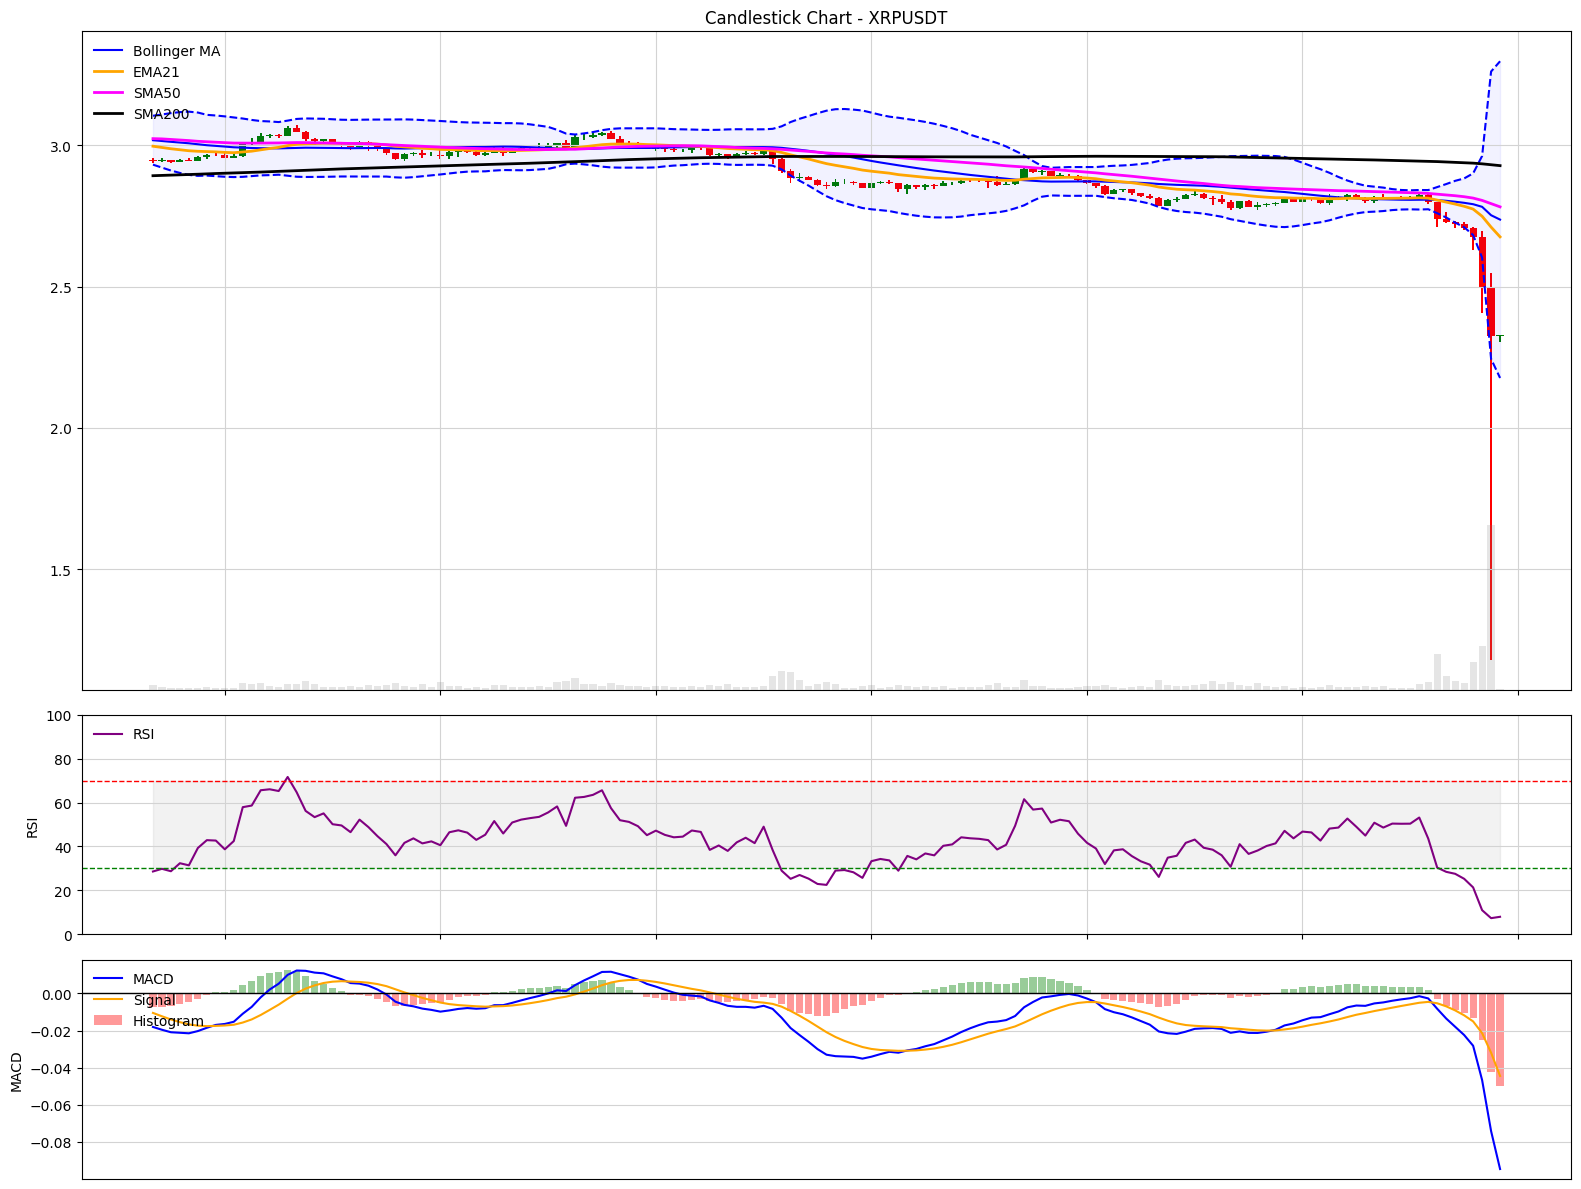 Candlestick Chart - XRPUSDT
Bollinger MA
EMA21
SMA50
SMA200
3.0
2.5
2.0
1.5
100
RSI
80
60
RSI
40
20
0
MACD
0.00
Signal
Histogram
−0.02
−0.04
MACD
−0.06
−0.08